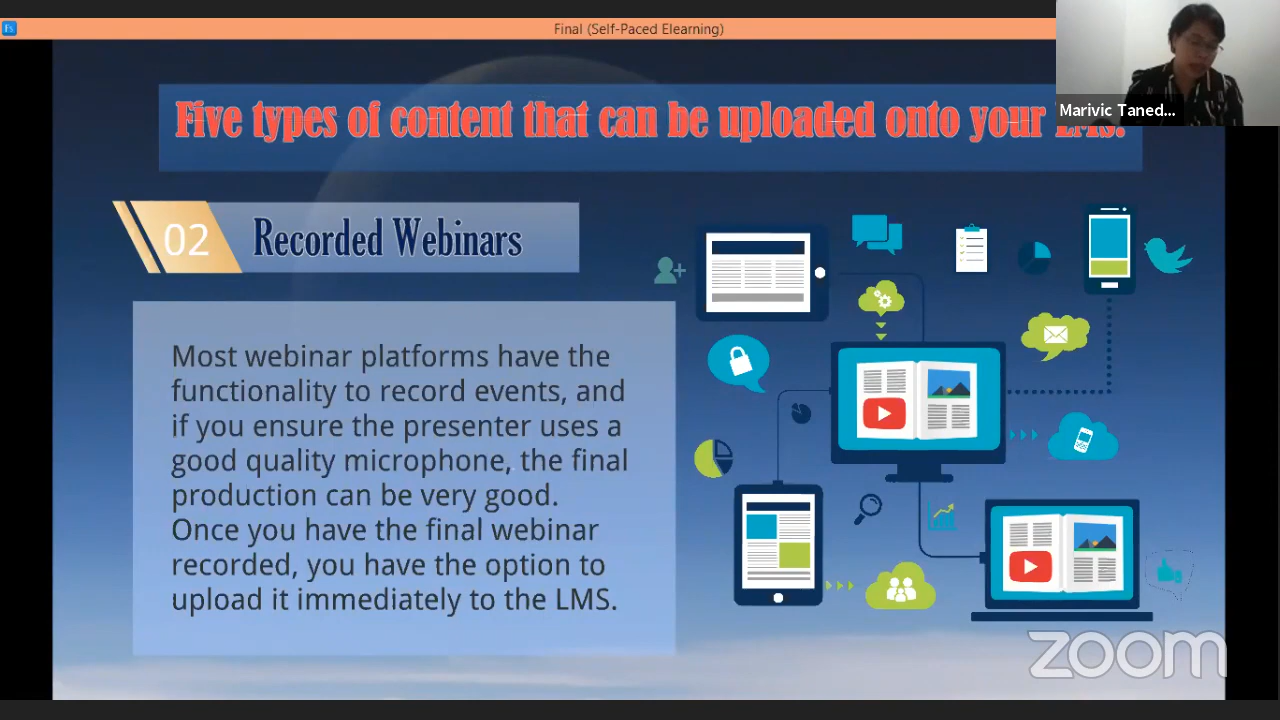 Final (Self-Paced Elearning)
Five types of content that can be uploaded onto your LMS.
Marivic Taned...
02
Recorded Webinars
Most webinar platforms have the
functionality to record events, and
if you ensure the presenter uses a
good quality microphone, the final
production can be very good.
Once you have the final webinar
recorded, you have the option to
upload it immediately to the LMS.
zoom